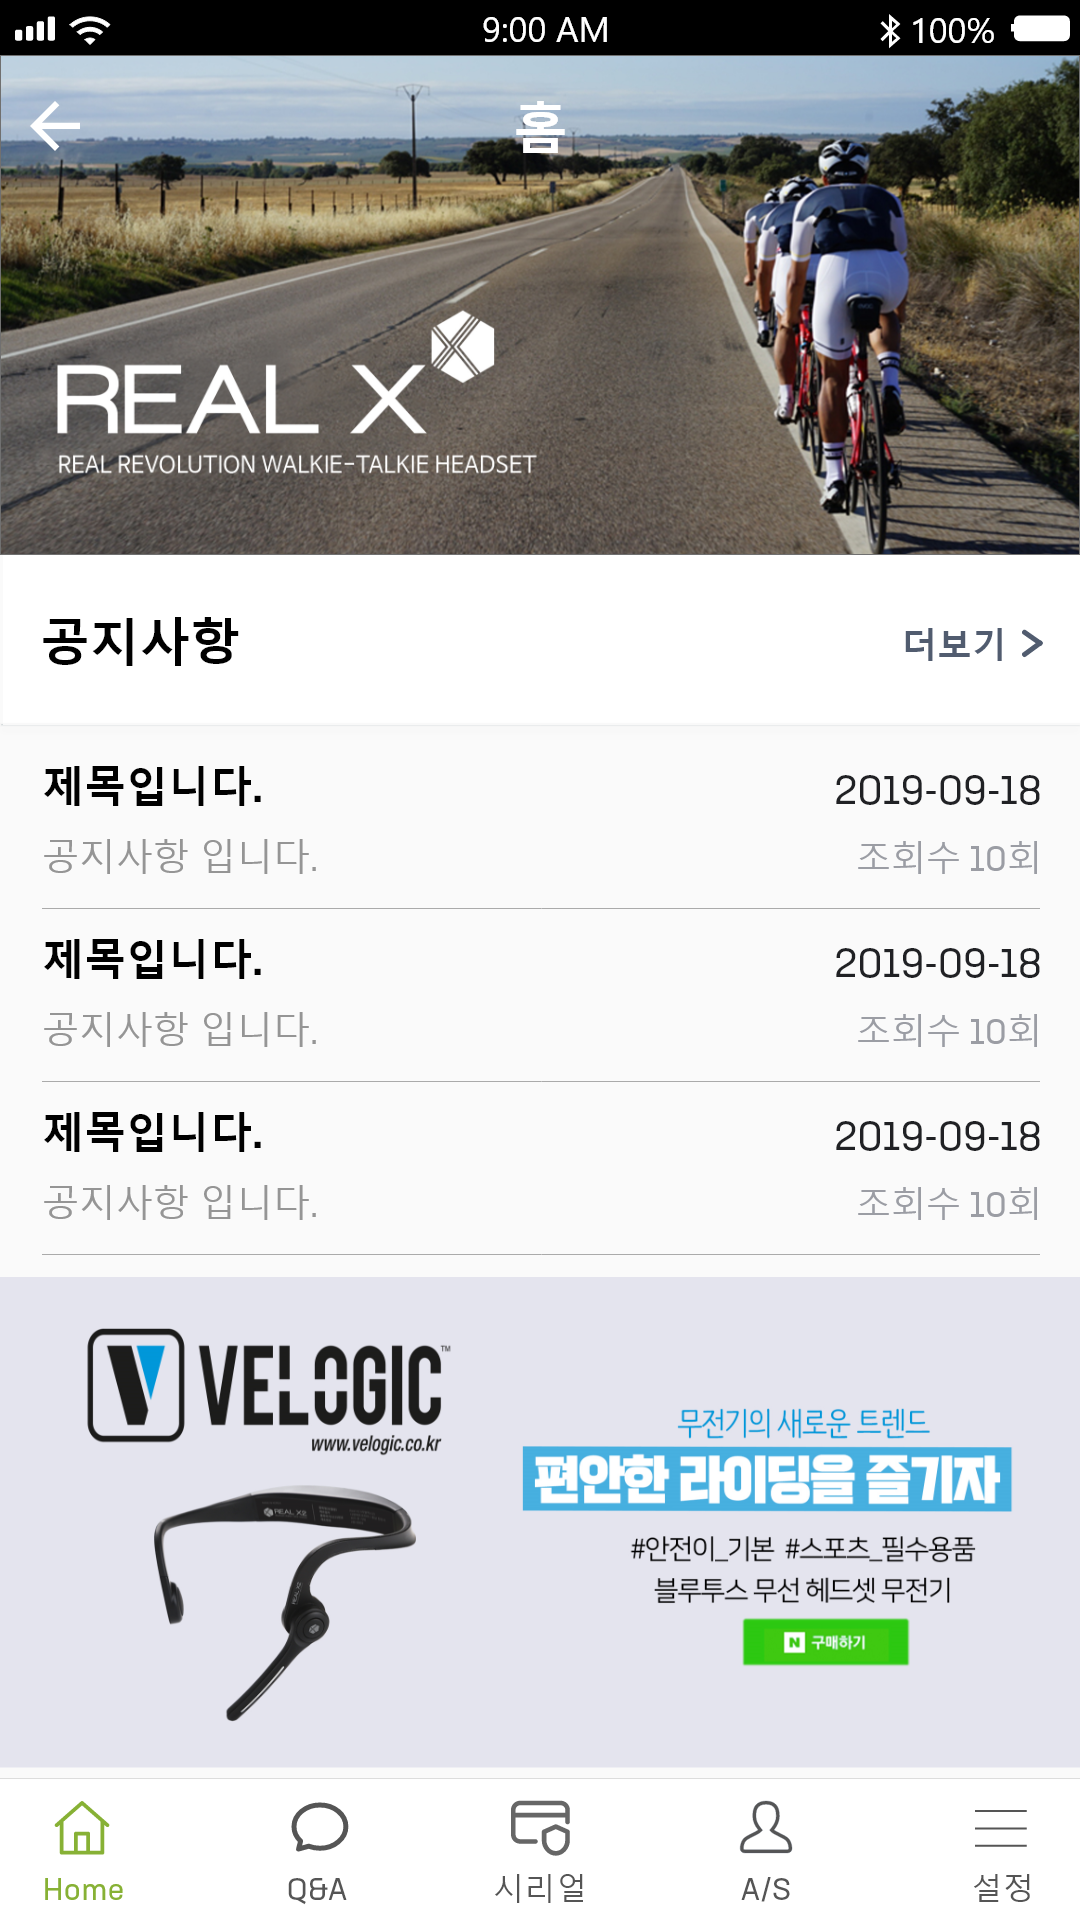 9:00 AM
100%
홈
REAL X
REAL REVOLUTION WALKIE-TALKIE HEADSET
공지사항
더보기 >
제목입니다.
2019-09-18
공지사항 입니다.
조회수 10회
제목입니다.
2019-09-18
공지사항 입니다.
조회수 10회
제목입니다.
2019-09-18
공지사항 입니다.
조회수 10회
VELOGIC™
www.velogic.co.kr
REAL X2
REAL X2
무전기의 새로운 트렌드
편안한 라이딩을 즐기자
#안전이_기본 #스포츠_필수용품
블루투스 무선 헤드셋 무전기
N 구매하기
Home
Q&A
시리얼
A/S
설정